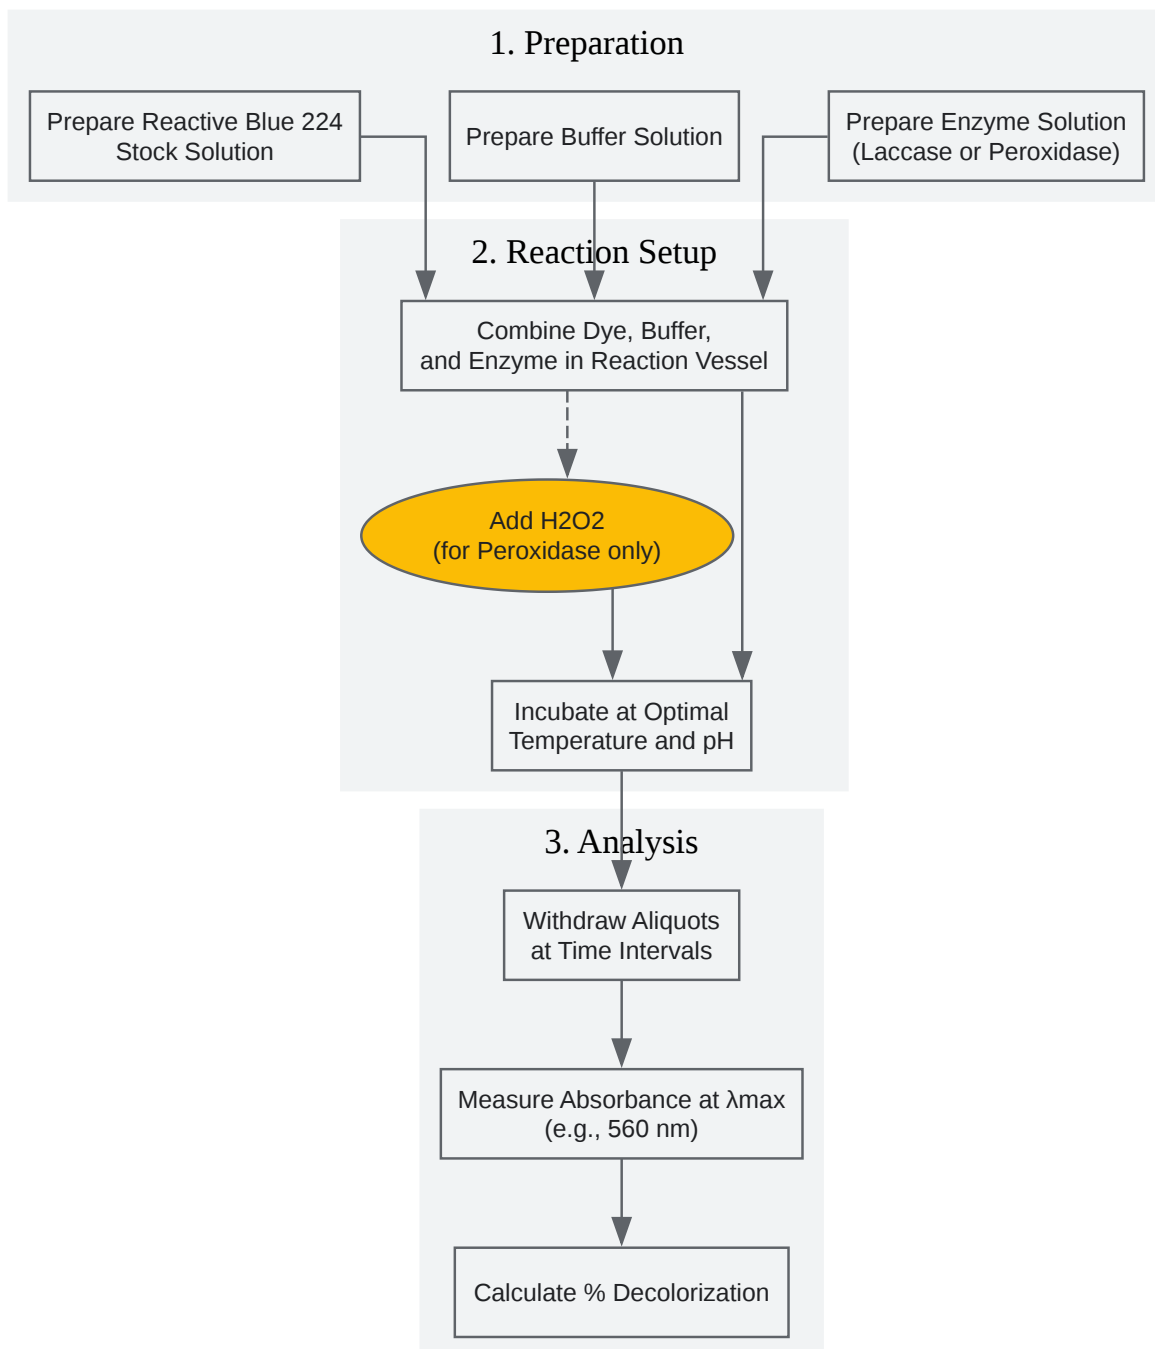 1. Preparation
Prepare Reactive Blue 224
Stock Solution
Prepare Buffer Solution
Prepare Enzyme Solution
(Laccase or Peroxidase)
2. Reaction Setup
Combine Dye, Buffer,
and Enzyme in Reaction Vessel
Add H2O2
(for Peroxidase only)
Incubate at Optimal
Temperature and pH
3. Analysis
Withdraw Aliquots
at Time Intervals
Measure Absorbance at λmax
(e.g., 560 nm)
Calculate % Decolorization